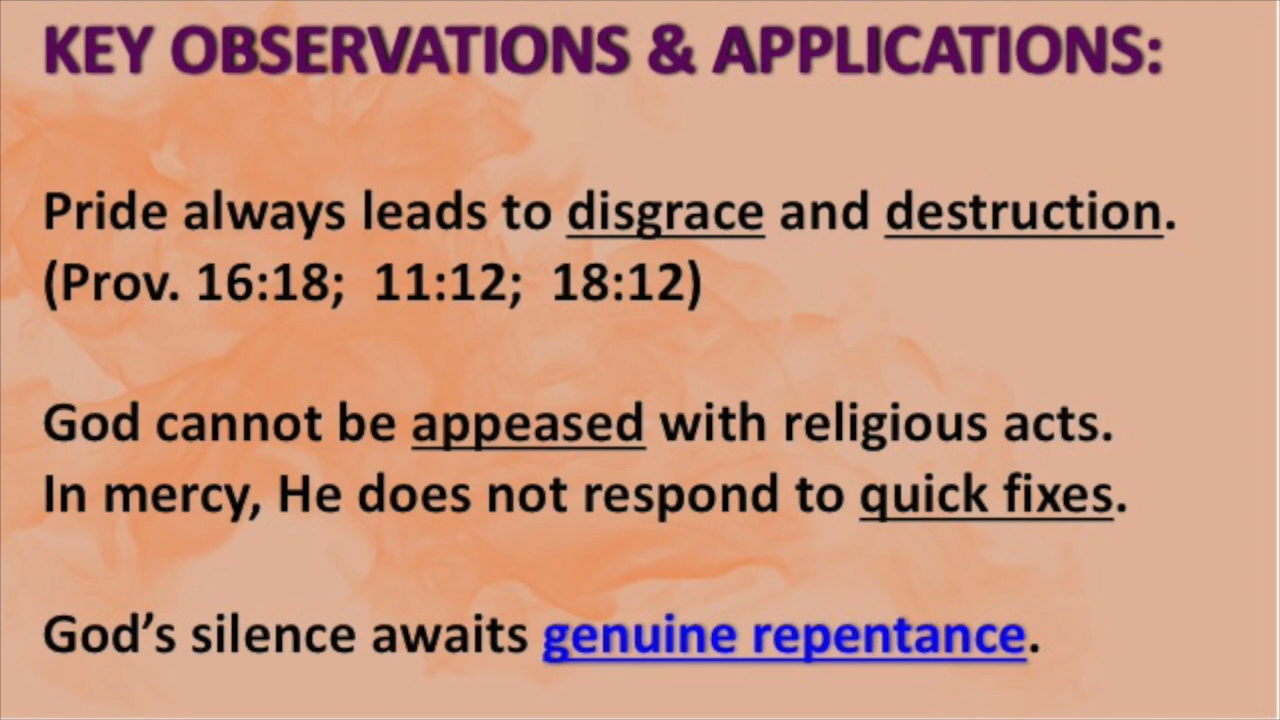 KEY OBSERVATIONS & APPLICATIONS:
Pride always leads to disgrace and destruction.
(Prov. 16:18;  11:12;  18:12)
God cannot be appeased with religious acts.
In mercy, He does not respond to quick fixes.
God’s silence awaits genuine repentance.